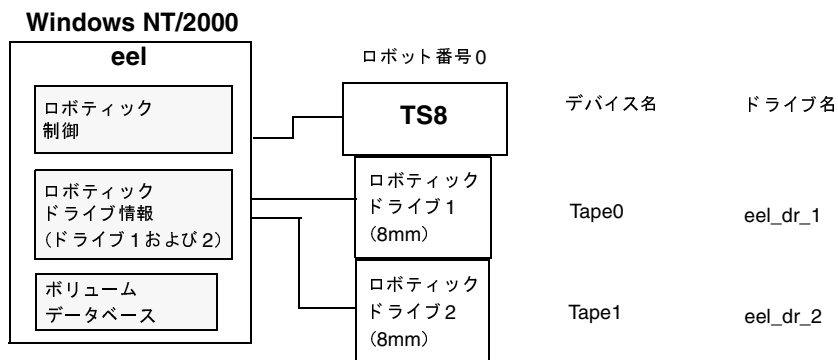 Windows NT/2000
eel
ロボティック
制御
ロボティック
ドライブ情報
(ドライブ1および2)
ボリューム
データベース
ロボット番号0
TS8
ロボティック
ドライブ1
(8mm)
ロボティック
ドライブ2
(8mm)
デバイス名
ドライブ名
Tape0
eel_dr_1
Tape1
eel_dr_2